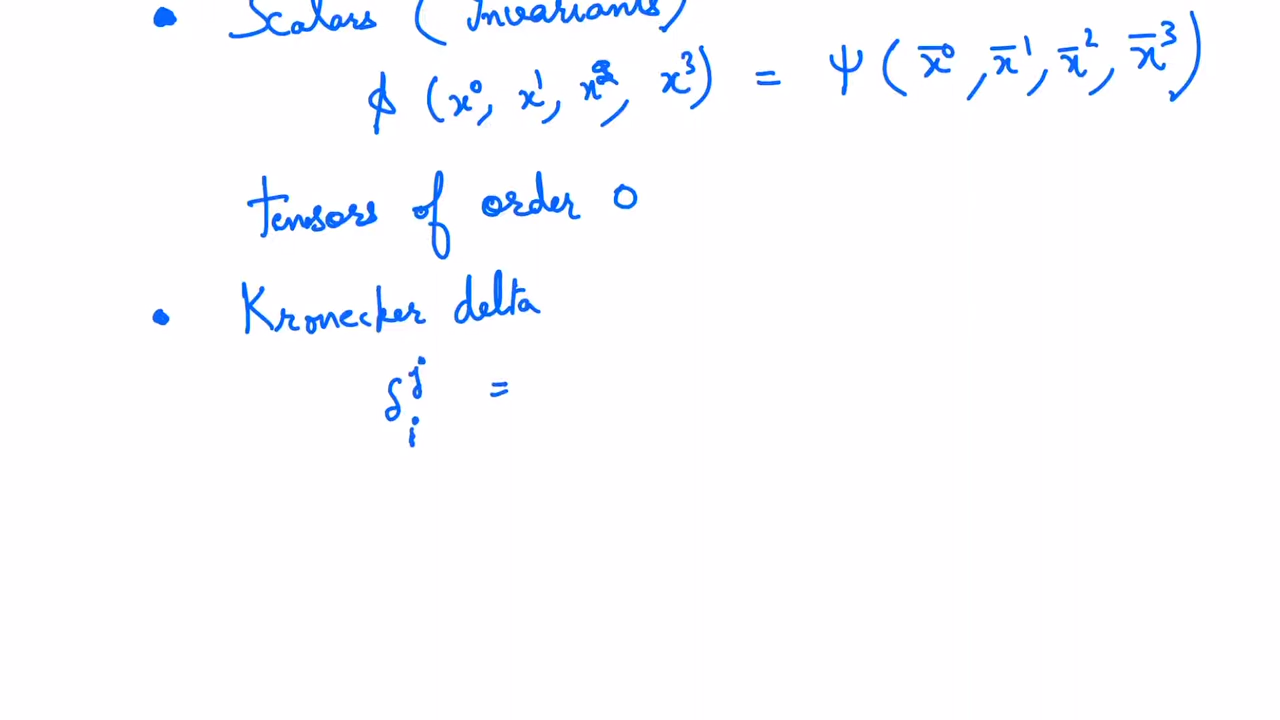 • Scalars (Invariants)
ϕ (x⁰, x¹, x², x³) = ψ (x̄⁰, x̄¹, x̄², x̄³)
tensors of order 0
• Kronecker delta
δᵢʲ =